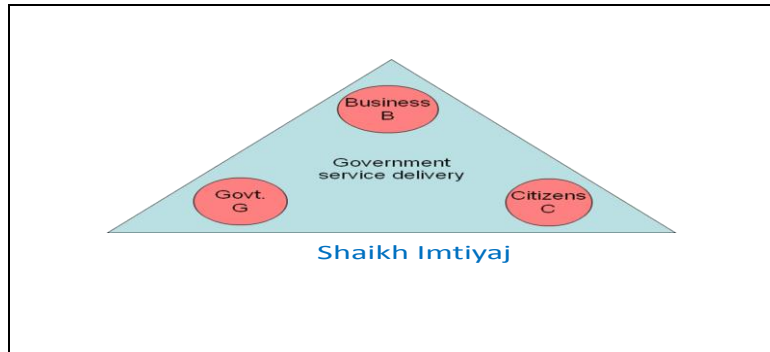 Business
B
Government
service delivery
Govt.
G
Citizens
C
Shaikh Imtiyaj